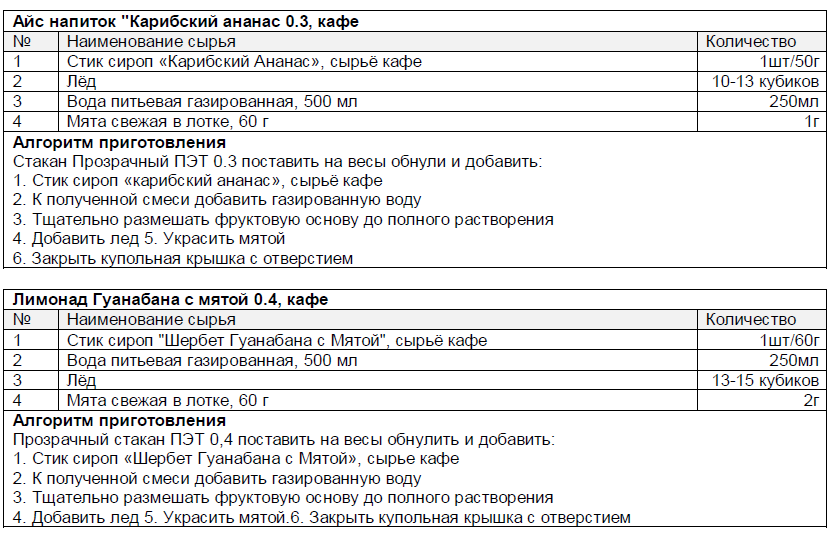 Айс напиток "Карибский ананас 0.3, кафе
№ Наименование сырья Количество
1 Стик сироп «Карибский Ананас», сырьё кафе 1шт/50г
2 Лёд 10-13 кубиков
3 Вода питьевая газированная, 500 мл 250мл
4 Мята свежая в лотке, 60 г 1г
Алгоритм приготовления
Стакан Прозрачный ПЭТ 0.3 поставить на весы обнули и добавить:
1. Стик сироп «карибский ананас», сырьё кафе
2. К полученной смеси добавить газированную воду
3. Тщательно размешать фруктовую основу до полного растворения
4. Добавить лед 5. Украсить мятой
6. Закрыть купольная крышка с отверстием
Лимонад Гуанабана с мятой 0.4, кафе
№ Наименование сырья Количество
1 Стик сироп "Шербет Гуанабана с Мятой", сырьё кафе 1шт/60г
2 Вода питьевая газированная, 500 мл 250мл
3 Лёд 13-15 кубиков
4 Мята свежая в лотке, 60 г 2г
Алгоритм приготовления
Прозрачный стакан ПЭТ 0,4 поставить на весы обнулить и добавить:
1. Стик сироп «Шербет Гуанабана с Мятой», сырье кафе
2. К полученной смеси добавить газированную воду
3. Тщательно размешать фруктовую основу до полного растворения
4. Добавить лед 5. Украсить мятой.6. Закрыть купольная крышка с отверстием